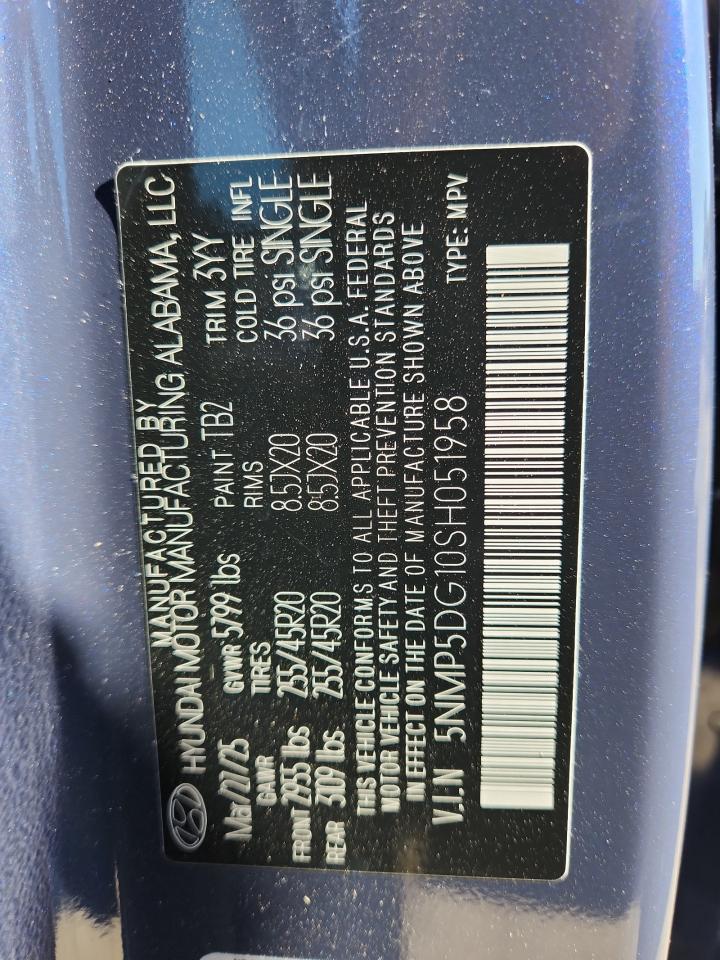 MANUFACTURED BY
HYUNDAI MOTOR MANUFACTURING ALABAMA, LLC
Mar/27/25 GVWR 5799 lbs PAINT TB2 TRIM 3YY
GAWR TIRES RIMS COLD TIRE INFL
FRONT 2955 lbs 255/45R20 8.5JX20 36 psi SINGLE
REAR 3109 lbs 255/45R20 8.5JX20 36 psi SINGLE
THIS VEHICLE CONFORMS TO ALL APPLICABLE U.S.A. FEDERAL
MOTOR VEHICLE SAFETY AND THEFT PREVENTION STANDARDS
IN EFFECT ON THE DATE OF MANUFACTURE SHOWN ABOVE
V.I.N 5NMP5DG10SH051958 TYPE: MPV